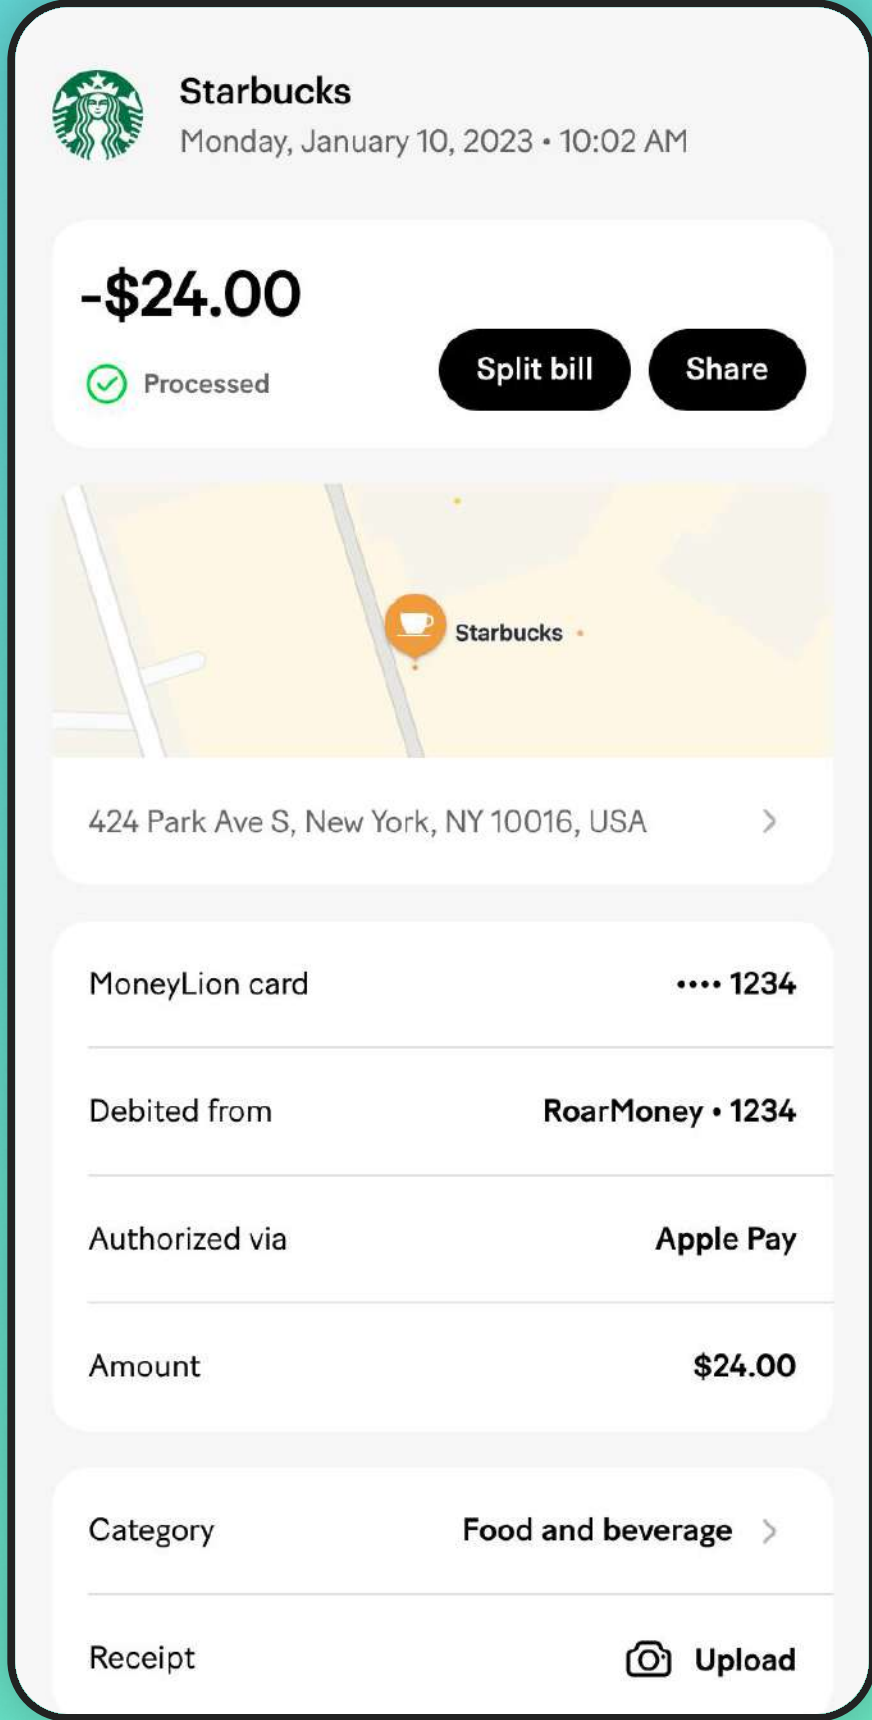 Starbucks
Monday, January 10, 2023 • 10:02 AM
-$24.00
Processed
Split bill
Share
Starbucks
424 Park Ave S, New York, NY 10016, USA
MoneyLion card •••• 1234
Debited from RoarMoney • 1234
Authorized via Apple Pay
Amount $24.00
Category Food and beverage
Receipt Upload